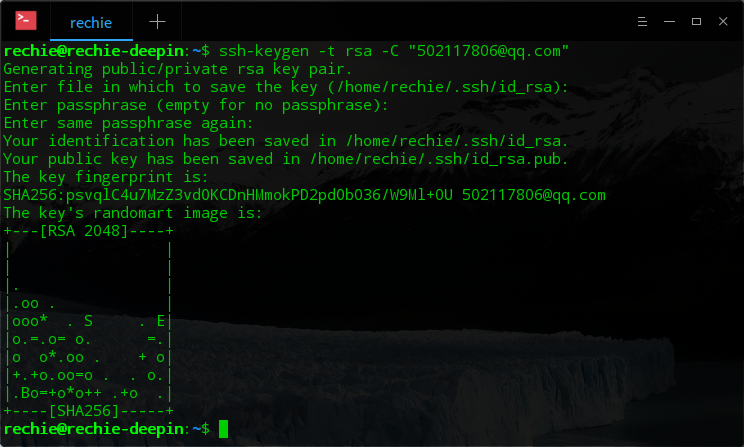 rechie
rechie@rechie-deepin:~$ ssh-keygen -t rsa -C "502117806@qq.com"
Generating public/private rsa key pair.
Enter file in which to save the key (/home/rechie/.ssh/id_rsa):
Enter passphrase (empty for no passphrase):
Enter same passphrase again:
Your identification has been saved in /home/rechie/.ssh/id_rsa.
Your public key has been saved in /home/rechie/.ssh/id_rsa.pub.
The key fingerprint is:
SHA256:psvqlC4u7MzZ3vd0KCDnHMmokPD2pd0b036/W9Ml+0U 502117806@qq.com
The key's randomart image is:
+---[RSA 2048]----+
|                 |
|                 |
|.                |
|.oo .            |
|ooo*  . S     . E|
|o.=.o= o.      =.|
|o  o*.oo .    + o|
|+.+o.oo=o .  . o.|
|.Bo=+o*o++ .+o  .|
+----[SHA256]-----+
rechie@rechie-deepin:~$